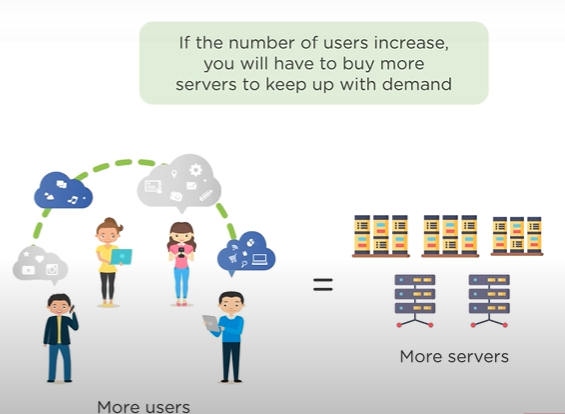 If the number of users increase,
you will have to buy more
servers to keep up with demand
=
More servers
More users